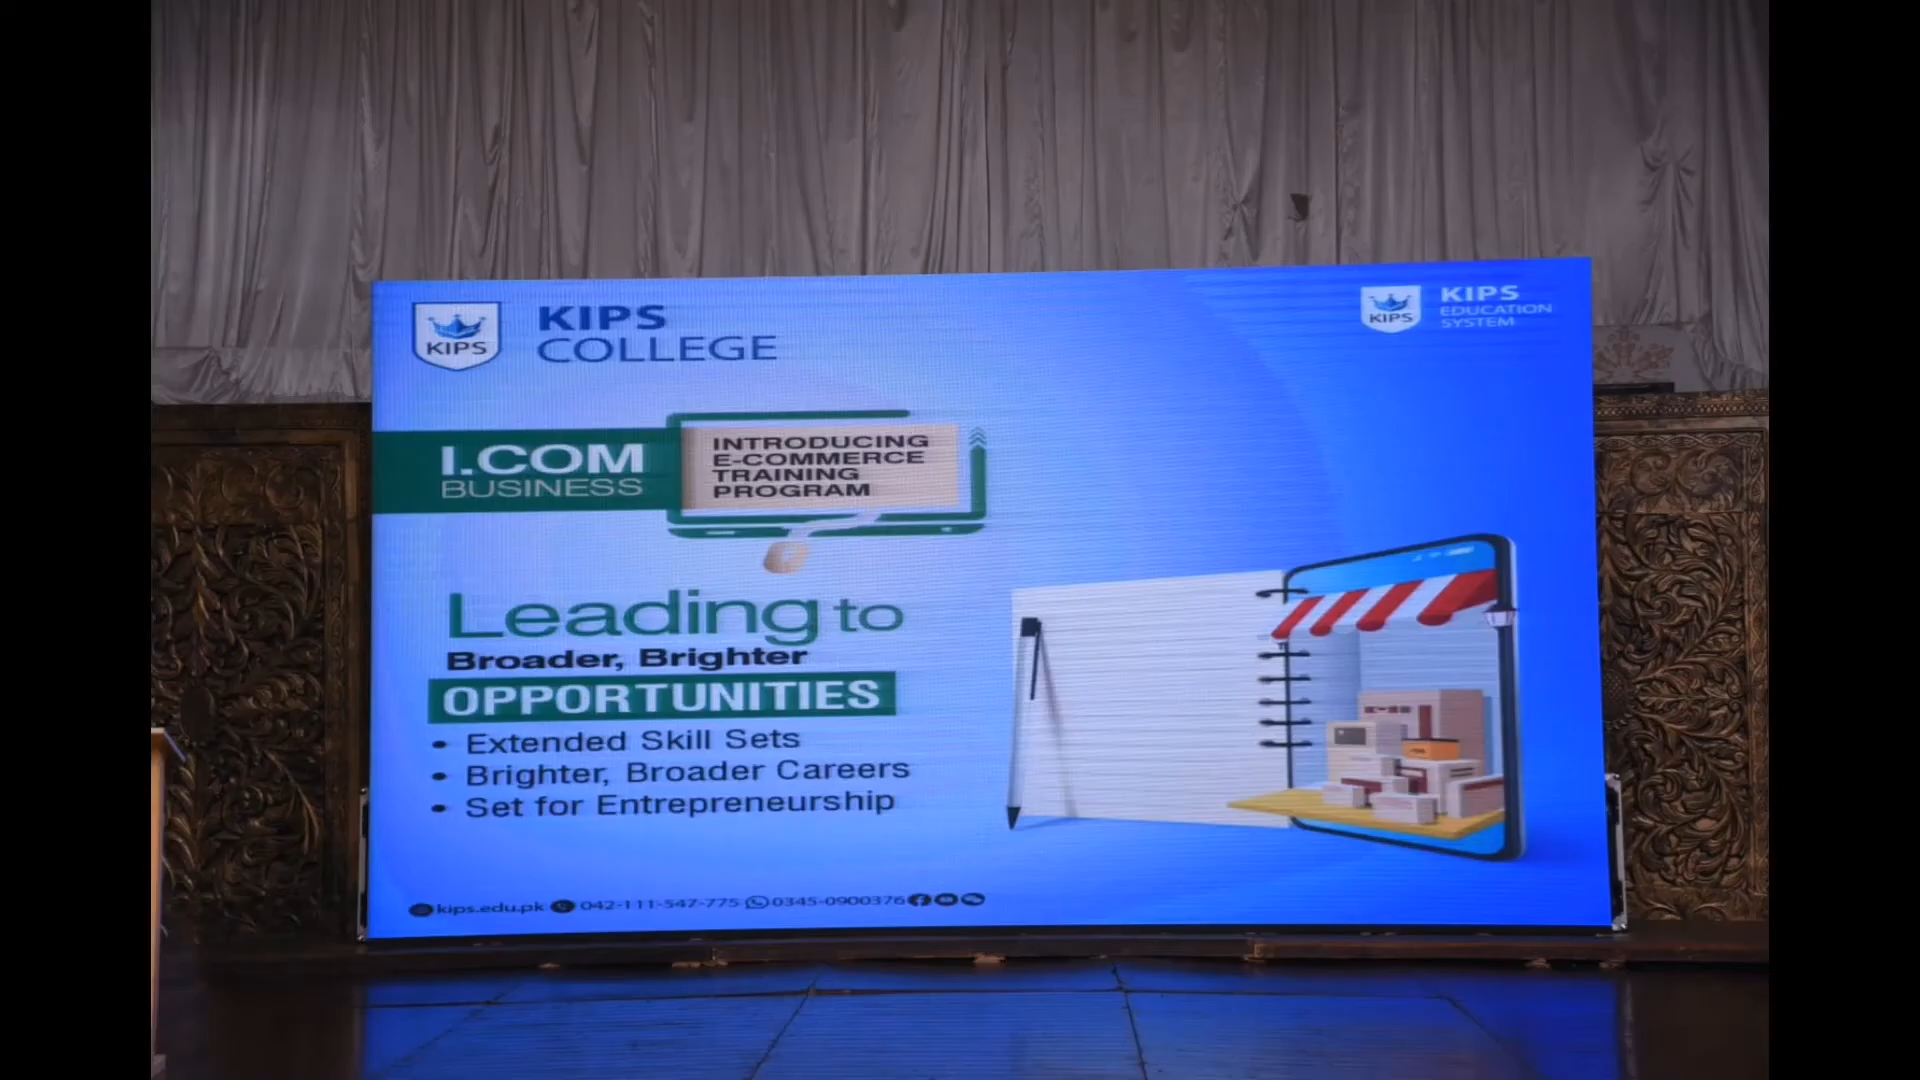 KIPS
KIPS
COLLEGE
KIPS
KIPS
EDUCATION
SYSTEM
I.COM
BUSINESS
INTRODUCING
E-COMMERCE
TRAINING
PROGRAM
Leading to
Broader, Brighter
OPPORTUNITIES
• Extended Skill Sets
• Brighter, Broader Careers
• Set for Entrepreneurship
kips.edu.pk 042-111-547-775 0345-0900376